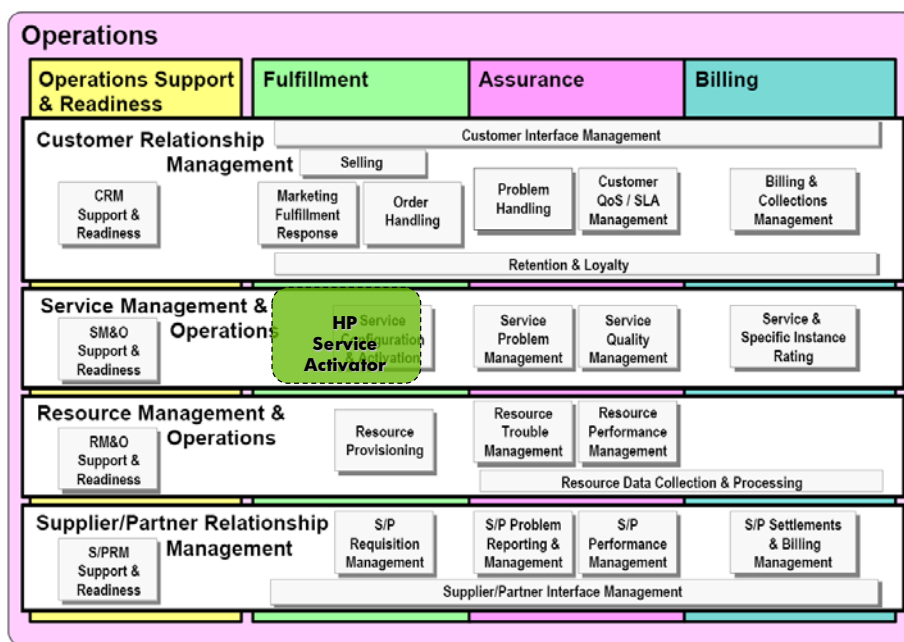 Operations
Operations Support
& Readiness
Fulfillment
Assurance
Billing
Customer Relationship
Management
Customer Interface Management
Selling
CRM
Support &
Readiness
Marketing
Fulfillment
Response
Order
Handling
Problem
Handling
Customer
QoS / SLA
Management
Billing &
Collections
Management
Retention & Loyalty
Service Management &
Operations
SM&O
Support &
Readiness
HP
Service
Activator
Service
Configuration
& Activation
Service
Problem
Management
Service
Quality
Management
Service &
Specific Instance
Rating
Resource Management &
Operations
RM&O
Support &
Readiness
Resource
Provisioning
Resource
Trouble
Management
Resource
Performance
Management
Resource Data Collection & Processing
Supplier/Partner Relationship
Management
S/PRM
Support &
Readiness
S/P
Requisition
Management
S/P Problem
Reporting &
Management
S/P
Performance
Management
S/P Settlements
& Billing
Management
Supplier/Partner Interface Management